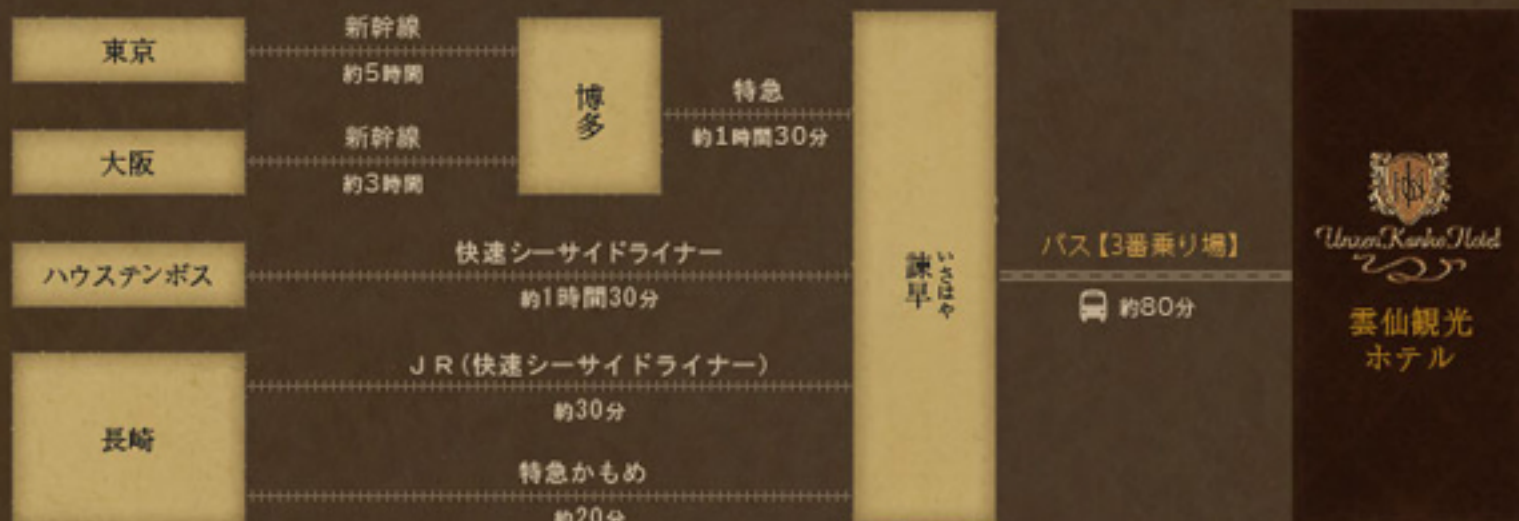 東京
新幹線
約5時間
大阪
新幹線
約3時間
博多
特急
約1時間30分
ハウステンボス
快速シーサイドライナー
約1時間30分
長崎
JR(快速シーサイドライナー)
約30分
特急かもめ
約20分
諫早
いさはや
バス【3番乗り場】
約80分
Unzen Kanko Hotel
雲仙観光
ホテル